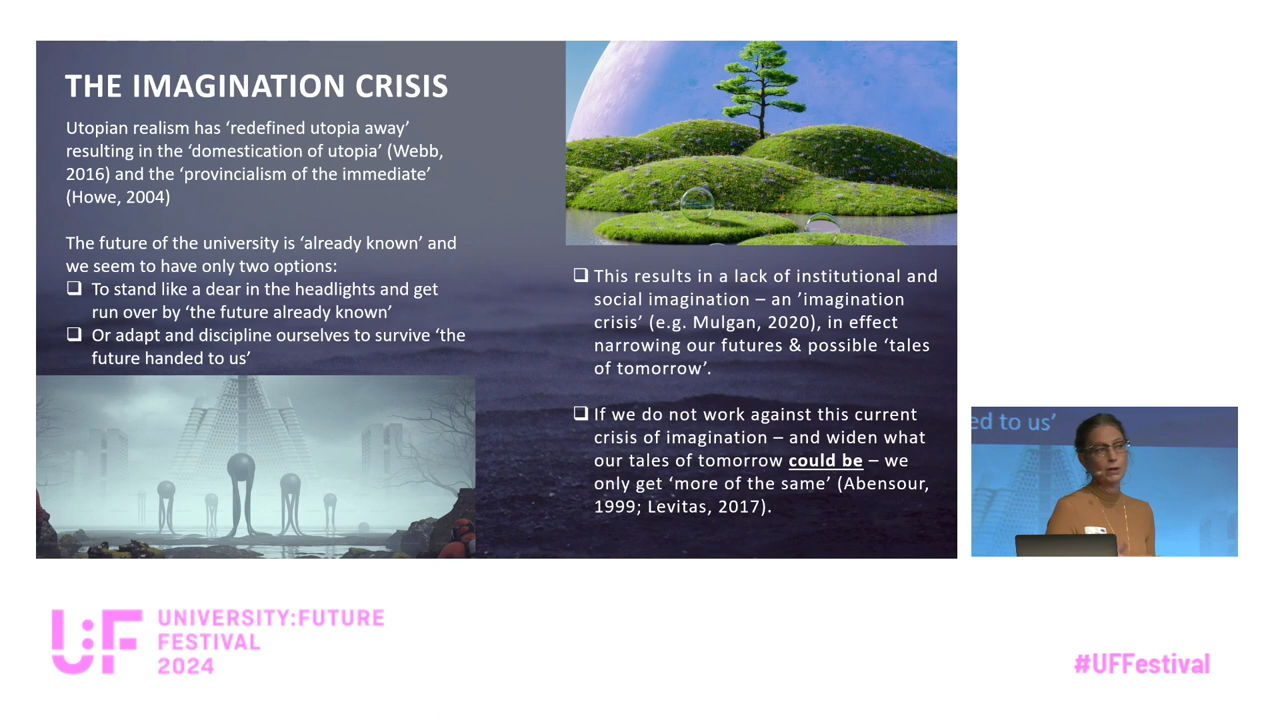 THE IMAGINATION CRISIS
Utopian realism has ‘redefined utopia away’
resulting in the ‘domestication of utopia’ (Webb,
2016) and the ‘provincialism of the immediate’
(Howe, 2004)
The future of the university is ‘already known’ and
we seem to have only two options:
❑ To stand like a dear in the headlights and get
run over by ‘the future already known’
❑ Or adapt and discipline ourselves to survive ‘the
future handed to us’
❑ This results in a lack of institutional and
social imagination – an ’imagination
crisis’ (e.g. Mulgan, 2020), in effect
narrowing our futures & possible ‘tales
of tomorrow’.
❑ If we do not work against this current
crisis of imagination – and widen what
our tales of tomorrow could be – we
only get ‘more of the same’ (Abensour,
1999; Levitas, 2017).
ed to us’
U:F
UNIVERSITY:FUTURE
FESTIVAL
2024
#UFFestival